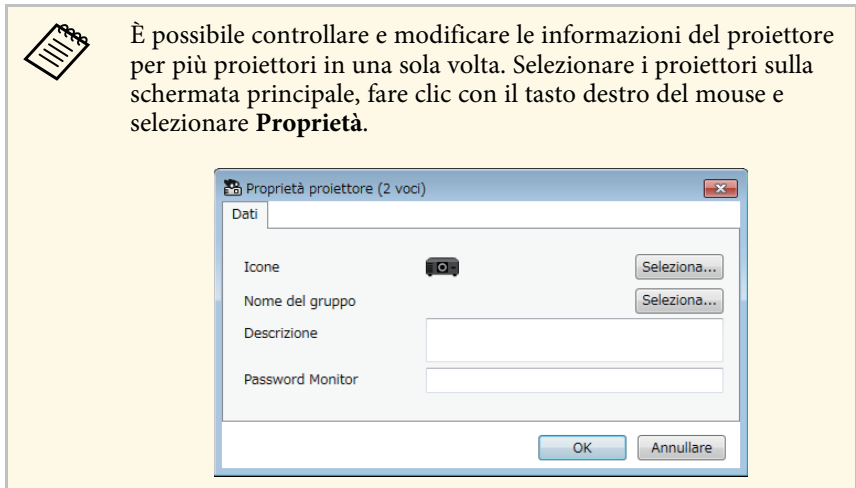 È possibile controllare e modificare le informazioni del proiettore
per più proiettori in una sola volta. Selezionare i proiettori sulla
schermata principale, fare clic con il tasto destro del mouse e
selezionare Proprietà.
Proprietà proiettore (2 voci)
Dati
Icone
Seleziona...
Nome del gruppo
Seleziona...
Descrizione
Password Monitor
OK
Annullare